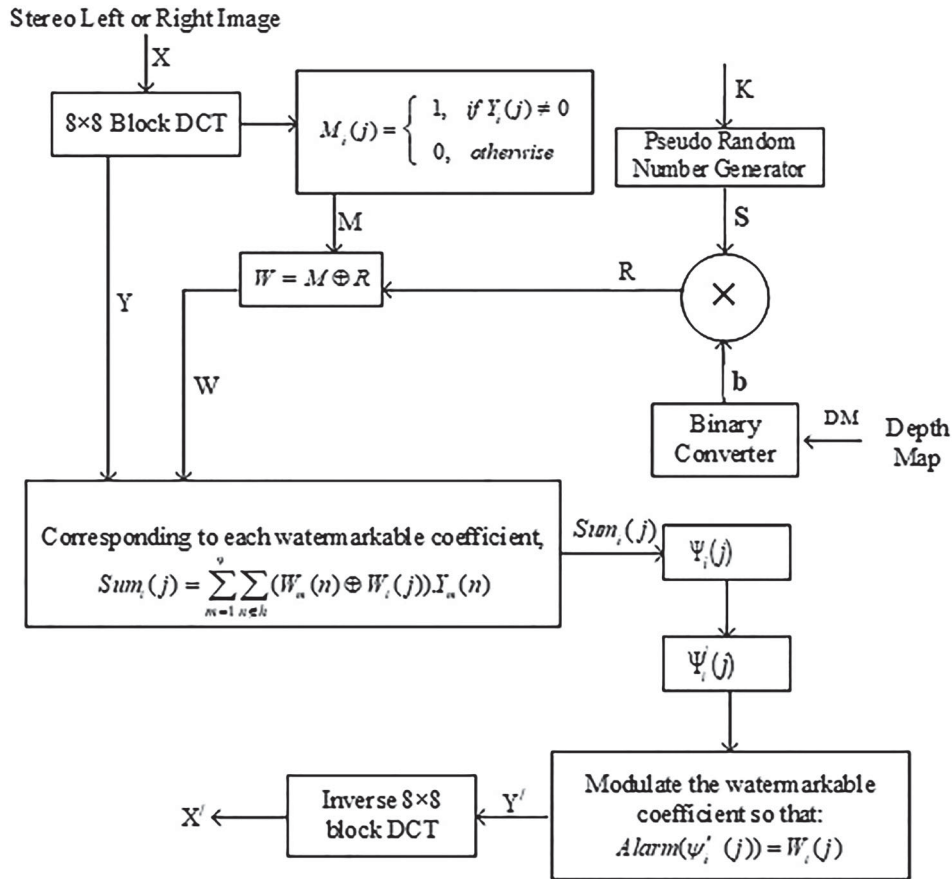 Stereo Left or Right Image
X
8×8 Block DCT
M_i(j) = { 1, if Y_i(j) ≠ 0
0, otherwise
K
Pseudo Random
Number Generator
S
M
W = M ⊕ R
R
×
Y
W
b
Binary
Converter
DM
Depth
Map
Corresponding to each watermarkable coefficient,
Sum_i(j) = ∑_{m=1}^{9} ∑_{n∈h} (W_m(n) ⊕ W_i(j)).Y_m(n)
Sum_i(j)
Ψ_i(j)
Ψ'_i(j)
Modulate the watermarkable
coefficient so that:
Alarm(ψ'_i (j)) = W_i(j)
Y/
Inverse 8×8
block DCT
X/